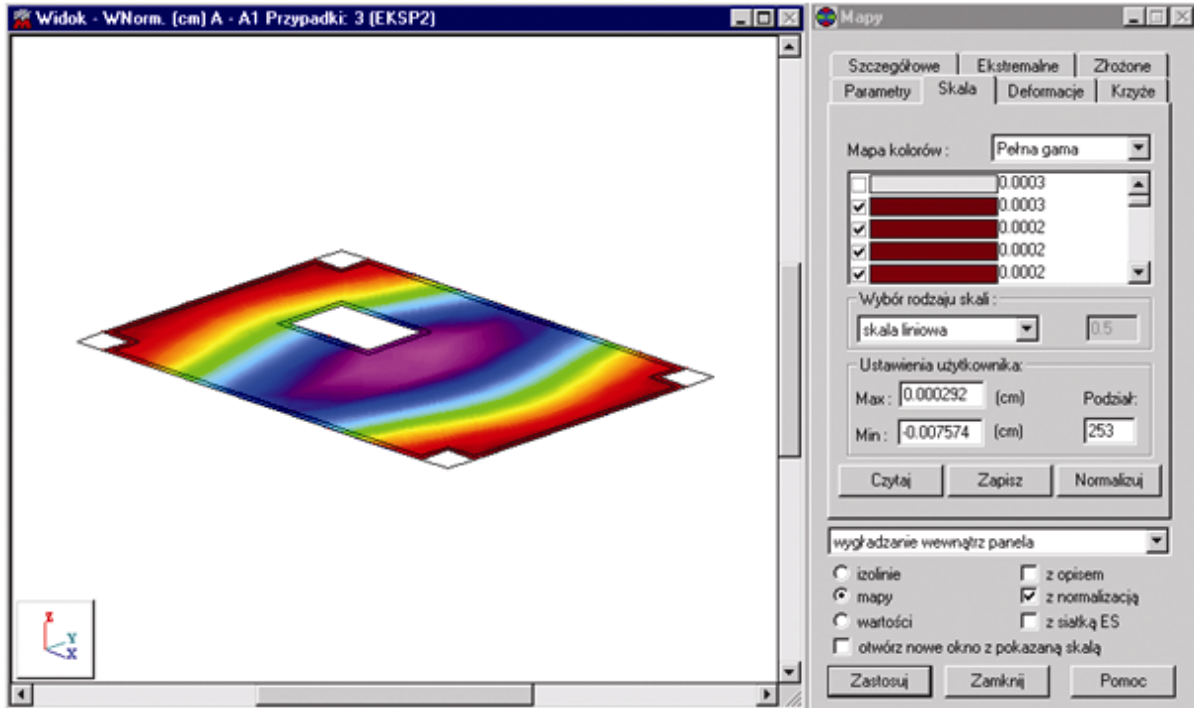 Widok - WNorm. (cm) A - A1 Przypadki: 3 (EKSP2)
Z
Y
X
Mapy
Szczegółowe Ekstremalne Złożone
Parametry Skala Deformacje Krzyże
Mapa kolorów : Pełna gama
0.0003
0.0003
0.0002
0.0002
0.0002
Wybór rodzaju skali :
skala liniowa 0.5
Ustawienia użytkownika:
Max : 0.000292 (cm) Podział:
Min : -0.007574 (cm) 253
Czytaj Zapisz Normalizuj
wygładzanie wewnątrz panela
izolinie z opisem
mapy z normalizacją
wartości z siatką ES
otwórz nowe okno z pokazaną skalą
Zastosuj Zamknij Pomoc